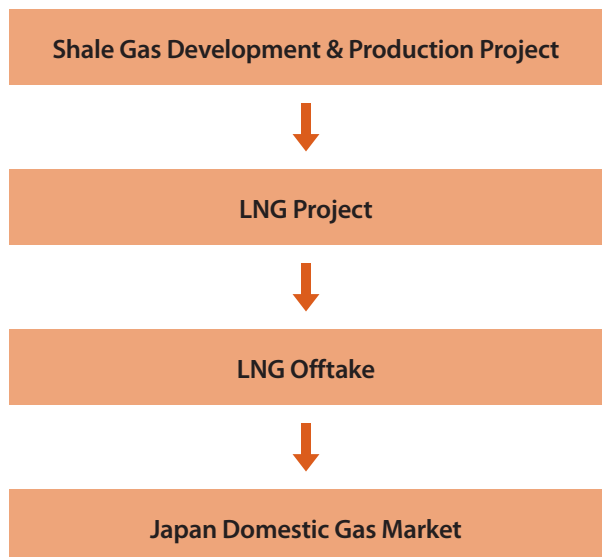 Shale Gas Development & Production Project
LNG Project
LNG Offtake
Japan Domestic Gas Market